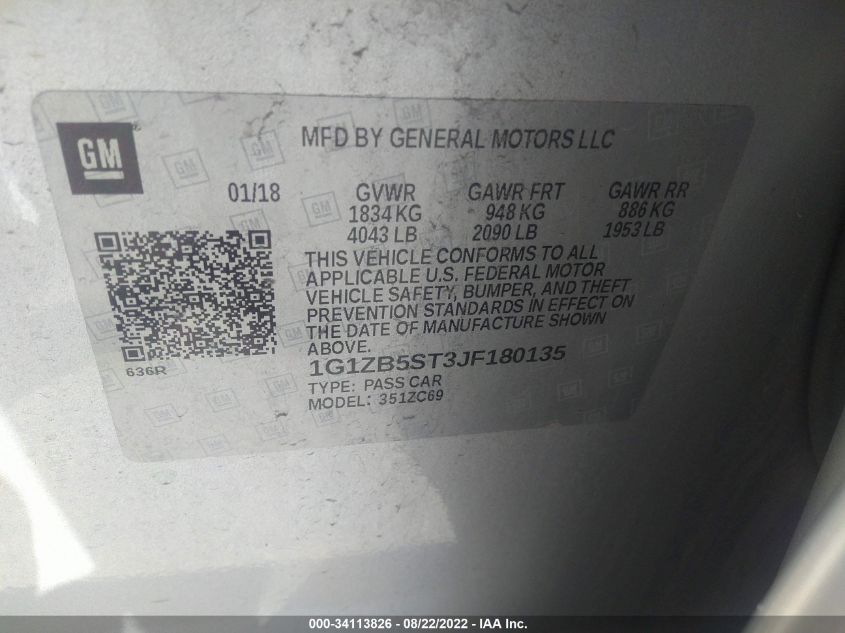 GM
MFD BY GENERAL MOTORS LLC
01/18 GVWR GAWR FRT GAWR RR
1834 KG 948 KG 886 KG
4043 LB 2090 LB 1953 LB
THIS VEHICLE CONFORMS TO ALL
APPLICABLE U.S. FEDERAL MOTOR
VEHICLE SAFETY, BUMPER, AND THEFT
PREVENTION STANDARDS IN EFFECT ON
THE DATE OF MANUFACTURE SHOWN
ABOVE.
636R
1G1ZB5ST3JF180135
TYPE: PASS CAR
MODEL: 351ZC69
000-34113826 - 08/22/2022 - IAA Inc.